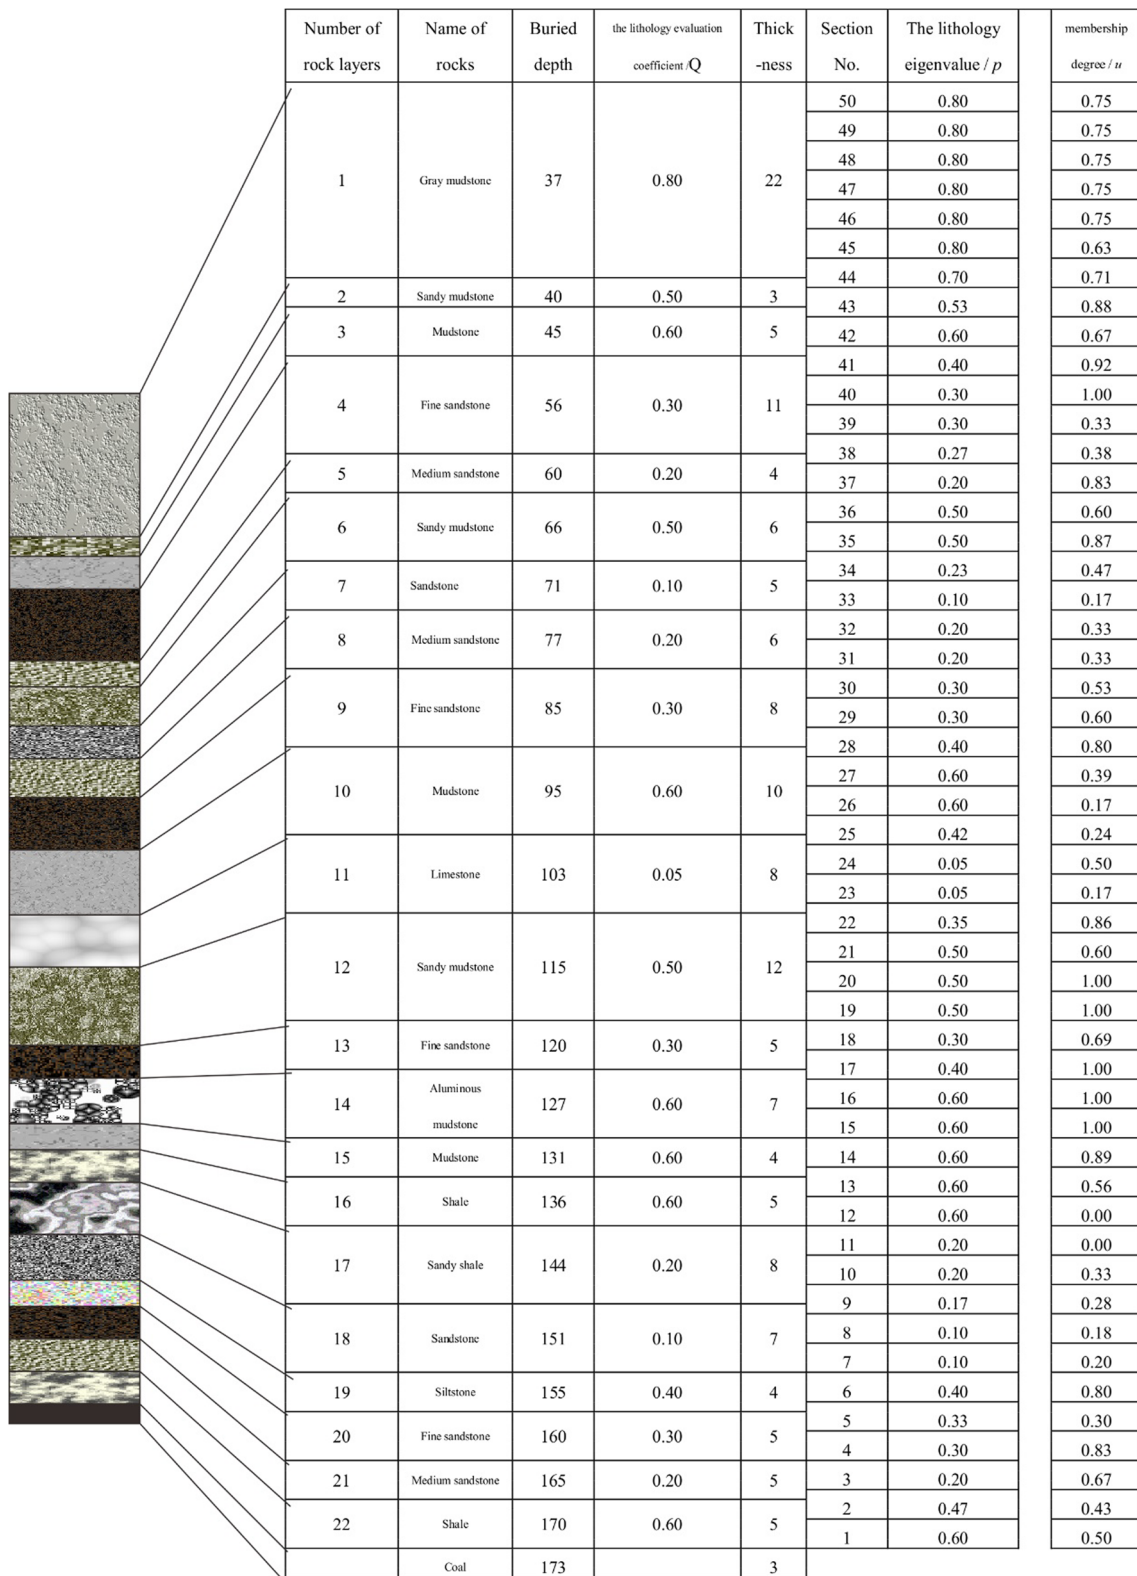 Number of rock layers | Name of rocks | Buried depth | the lithology evaluation coefficient /Q | Thick -ness | Section No. | The lithology eigenvalue / p | membership degree / u
1 | Gray mudstone | 37 | 0.80 | 22
2 | Sandy mudstone | 40 | 0.50 | 3
3 | Mudstone | 45 | 0.60 | 5
4 | Fine sandstone | 56 | 0.30 | 11
5 | Medium sandstone | 60 | 0.20 | 4
6 | Sandy mudstone | 66 | 0.50 | 6
7 | Sandstone | 71 | 0.10 | 5
8 | Medium sandstone | 77 | 0.20 | 6
9 | Fine sandstone | 85 | 0.30 | 8
10 | Mudstone | 95 | 0.60 | 10
11 | Limestone | 103 | 0.05 | 8
12 | Sandy mudstone | 115 | 0.50 | 12
13 | Fine sandstone | 120 | 0.30 | 5
14 | Aluminous mudstone | 127 | 0.60 | 7
15 | Mudstone | 131 | 0.60 | 4
16 | Shale | 136 | 0.60 | 5
17 | Sandy shale | 144 | 0.20 | 8
18 | Sandstone | 151 | 0.10 | 7
19 | Siltstone | 155 | 0.40 | 4
20 | Fine sandstone | 160 | 0.30 | 5
21 | Medium sandstone | 165 | 0.20 | 5
22 | Shale | 170 | 0.60 | 5
Coal | 173 | 3
50 | 0.80 | 0.75
49 | 0.80 | 0.75
48 | 0.80 | 0.75
47 | 0.80 | 0.75
46 | 0.80 | 0.75
45 | 0.80 | 0.63
44 | 0.70 | 0.71
43 | 0.53 | 0.88
42 | 0.60 | 0.67
41 | 0.40 | 0.92
40 | 0.30 | 1.00
39 | 0.30 | 0.33
38 | 0.27 | 0.38
37 | 0.20 | 0.83
36 | 0.50 | 0.60
35 | 0.50 | 0.87
34 | 0.23 | 0.47
33 | 0.10 | 0.17
32 | 0.20 | 0.33
31 | 0.20 | 0.33
30 | 0.30 | 0.53
29 | 0.30 | 0.60
28 | 0.40 | 0.80
27 | 0.60 | 0.39
26 | 0.60 | 0.17
25 | 0.42 | 0.24
24 | 0.05 | 0.50
23 | 0.05 | 0.17
22 | 0.35 | 0.86
21 | 0.50 | 0.60
20 | 0.50 | 1.00
19 | 0.50 | 1.00
18 | 0.30 | 0.69
17 | 0.40 | 1.00
16 | 0.60 | 1.00
15 | 0.60 | 1.00
14 | 0.60 | 0.89
13 | 0.60 | 0.56
12 | 0.60 | 0.00
11 | 0.20 | 0.00
10 | 0.20 | 0.33
9 | 0.17 | 0.28
8 | 0.10 | 0.18
7 | 0.10 | 0.20
6 | 0.40 | 0.80
5 | 0.33 | 0.30
4 | 0.30 | 0.83
3 | 0.20 | 0.67
2 | 0.47 | 0.43
1 | 0.60 | 0.50